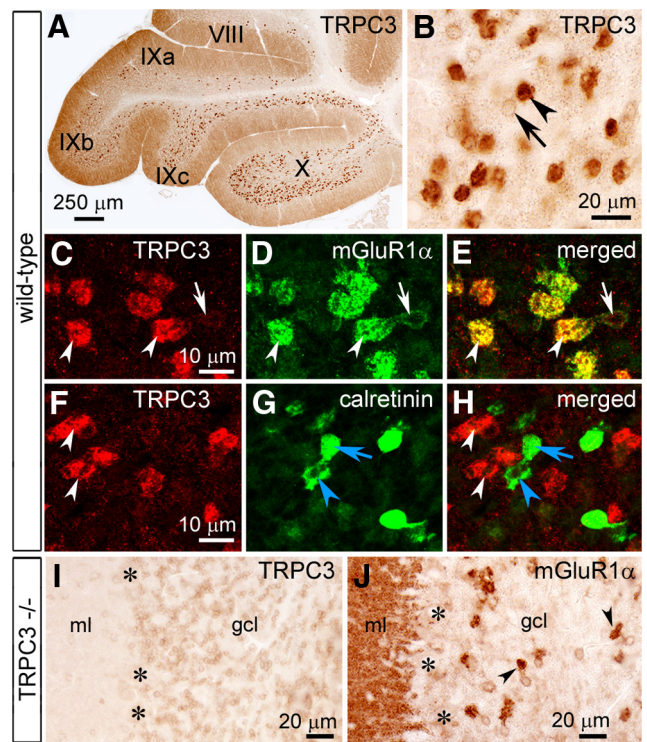 wild-type
A
TRPC3
VIII
IXa
IXb
IXc
X
250 µm
B
TRPC3
20 µm
C
TRPC3
10 µm
D
mGluR1α
E
merged
F
TRPC3
10 µm
G
calretinin
H
merged
TRPC3 -/-
I
TRPC3
*
ml
gcl
*
*
20 µm
J
mGluR1α
*
ml
gcl
*
*
20 µm